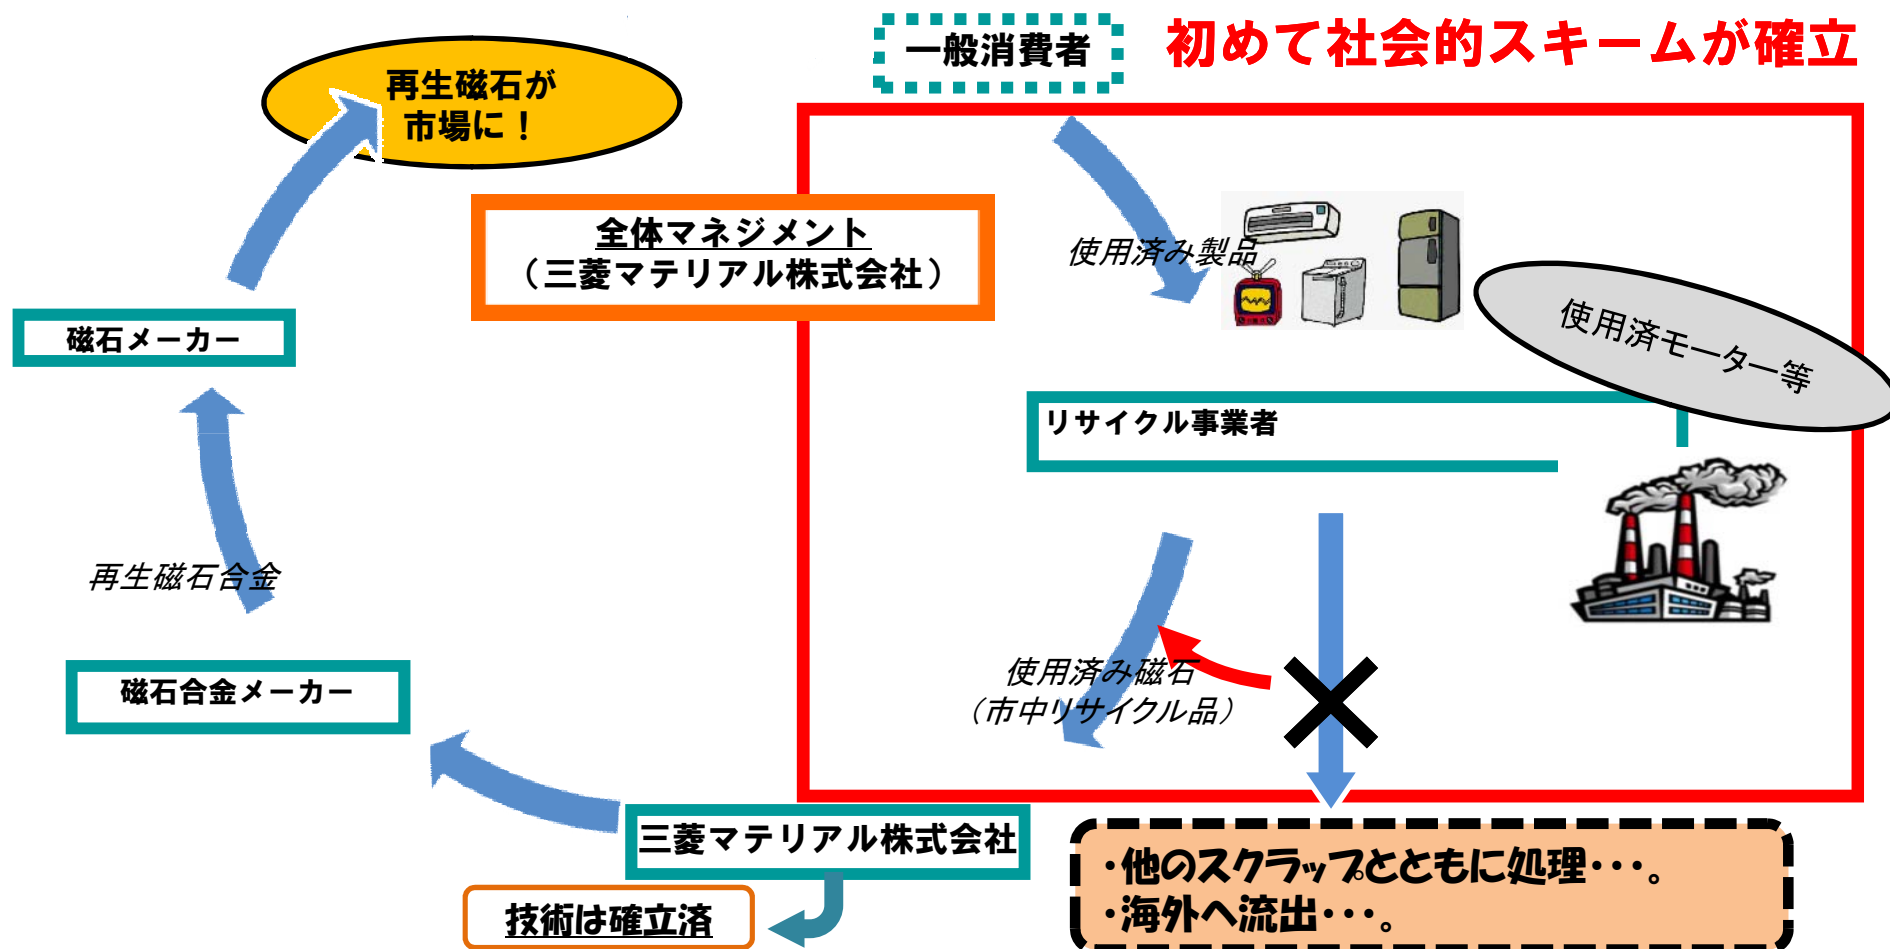 一般消費者
初めて社会的スキームが確立
再生磁石が
市場に！
全体マネジメント
（三菱マテリアル株式会社）
使用済み製品
使用済モーター等
磁石メーカー
リサイクル事業者
再生磁石合金
使用済み磁石
（市中リサイクル品）
磁石合金メーカー
三菱マテリアル株式会社
技術は確立済
・他のスクラップとともに処理・・・。
・海外へ流出・・・。